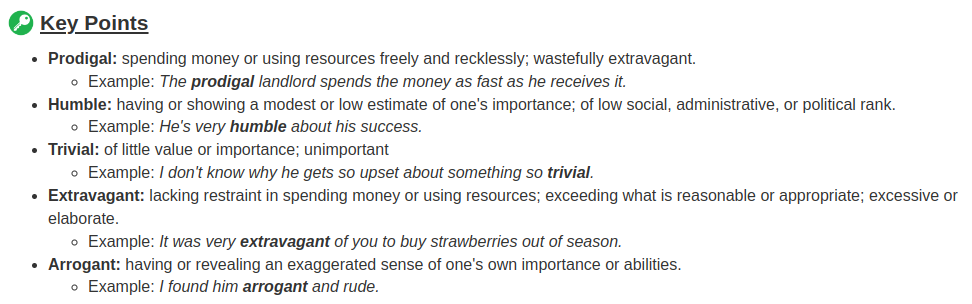 Key Points
• Prodigal: spending money or using resources freely and recklessly; wastefully extravagant.
◦ Example: The prodigal landlord spends the money as fast as he receives it.
• Humble: having or showing a modest or low estimate of one's importance; of low social, administrative, or political rank.
◦ Example: He's very humble about his success.
• Trivial: of little value or importance; unimportant
◦ Example: I don't know why he gets so upset about something so trivial.
• Extravagant: lacking restraint in spending money or using resources; exceeding what is reasonable or appropriate; excessive or
elaborate.
◦ Example: It was very extravagant of you to buy strawberries out of season.
• Arrogant: having or revealing an exaggerated sense of one's own importance or abilities.
◦ Example: I found him arrogant and rude.